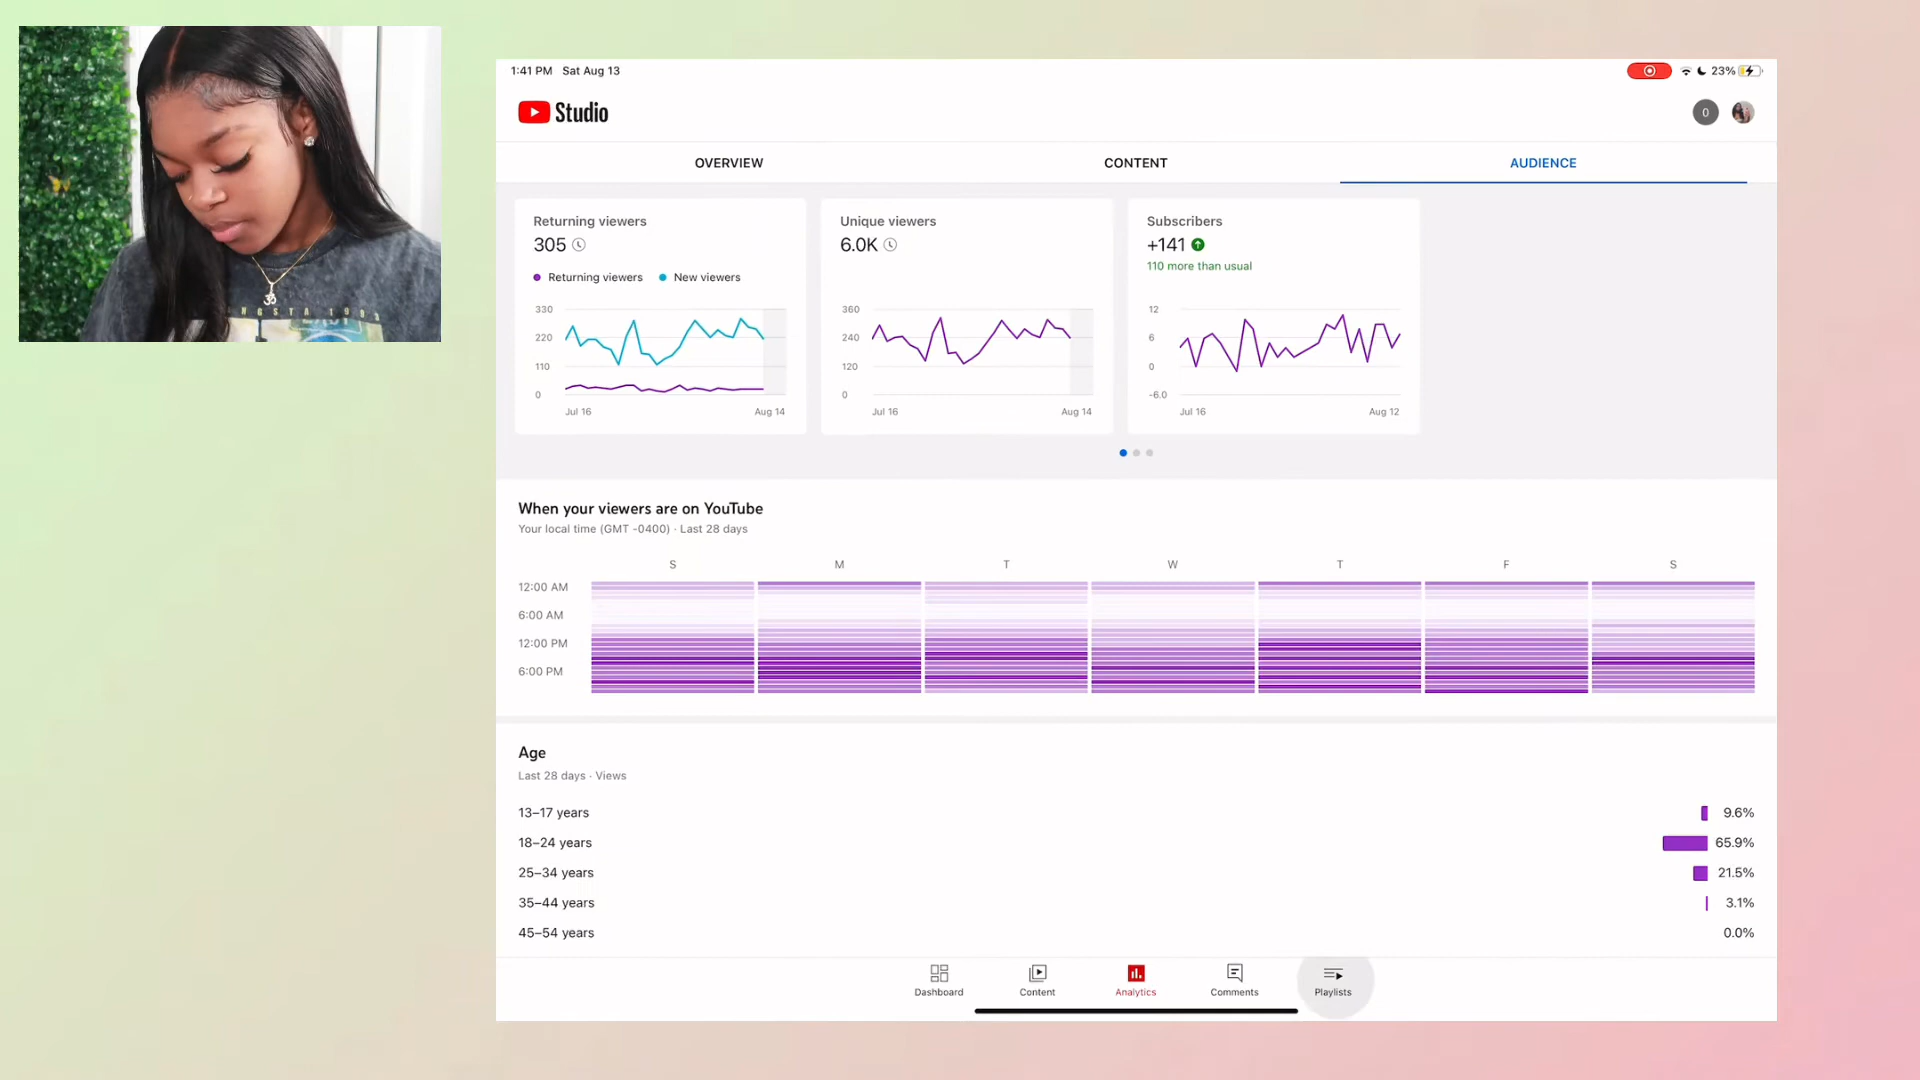 NGSTA 1993
1:41 PM Sat Aug 13
23%
Studio
0
OVERVIEW CONTENT AUDIENCE
Returning viewers
305
Returning viewers New viewers
330
220
110
0
Jul 16 Aug 14
Unique viewers
6.0K
360
240
120
0
Jul 16 Aug 14
Subscribers
+141
110 more than usual
12
6
0
-6.0
Jul 16 Aug 12
When your viewers are on YouTube
Your local time (GMT -0400) · Last 28 days
S M T W T F S
12:00 AM
6:00 AM
12:00 PM
6:00 PM
Age
Last 28 days · Views
13–17 years 9.6%
18–24 years 65.9%
25–34 years 21.5%
35–44 years 3.1%
45–54 years 0.0%
Dashboard Content Analytics Comments Playlists